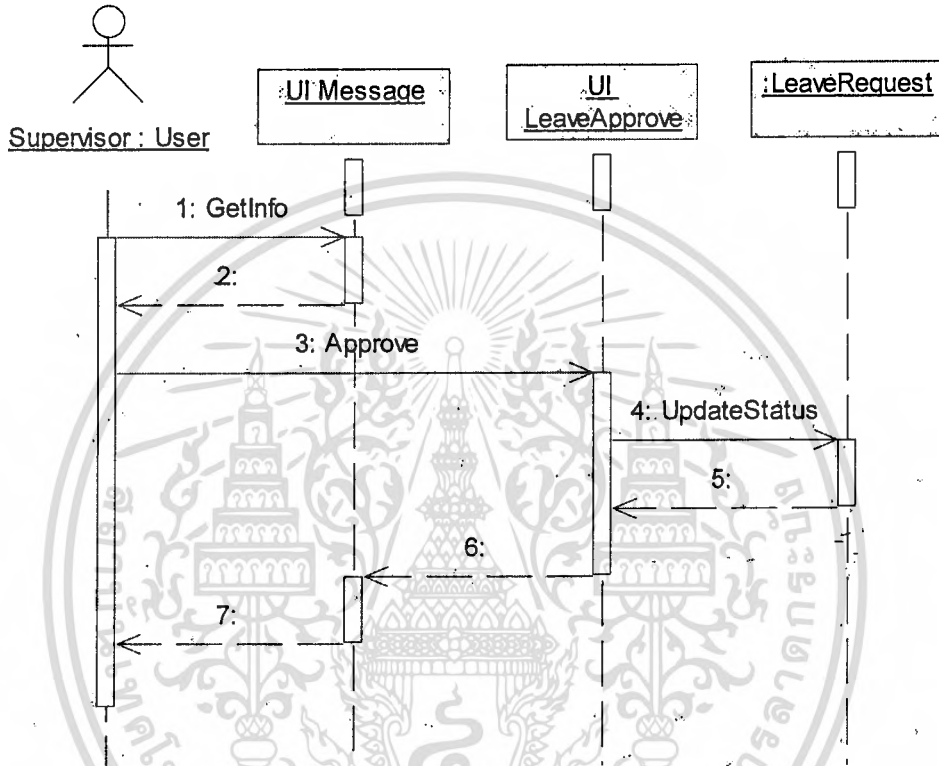 Supervisor : User
UI Message
UI
LeaveApprove
:LeaveRequest
1: GetInfo
2:
3: Approve
4: UpdateStatus
5:
6:
7: